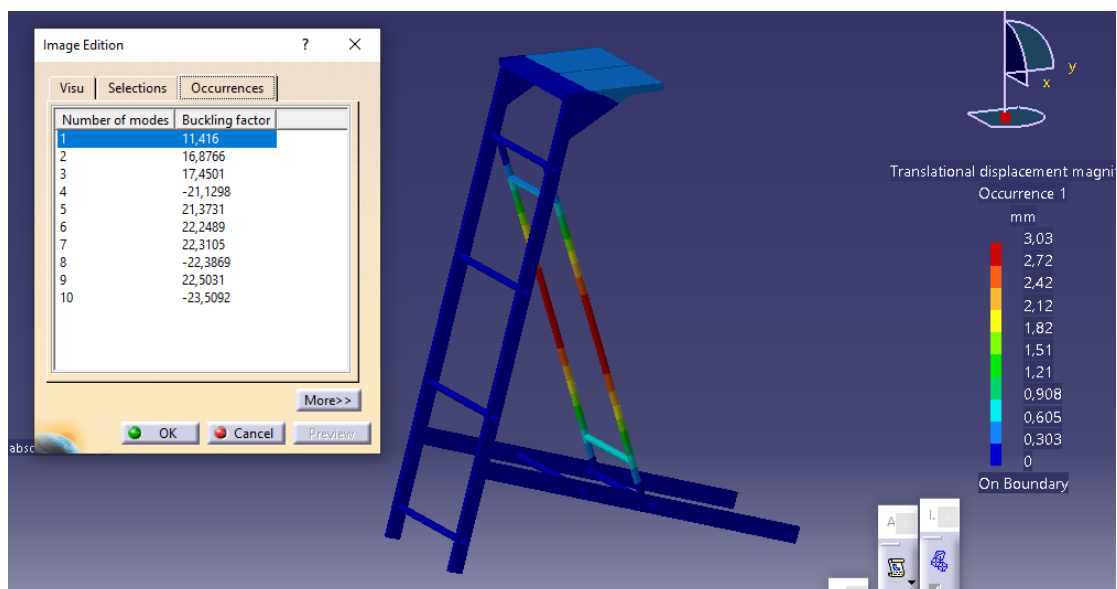 Image Edition ? ×
Visu Selections Occurrences
Number of modes Buckling factor
1 11,416
2 16,8766
3 17,4501
4 -21,1298
5 21,3731
6 22,2489
7 22,3105
8 -22,3869
9 22,5031
10 -23,5092
More>>
OK Cancel Preview
absc
y
x
Translational displacement magnit
Occurrence 1
mm
3,03
2,72
2,42
2,12
1,82
1,51
1,21
0,908
0,605
0,303
0
On Boundary
A x
I. x